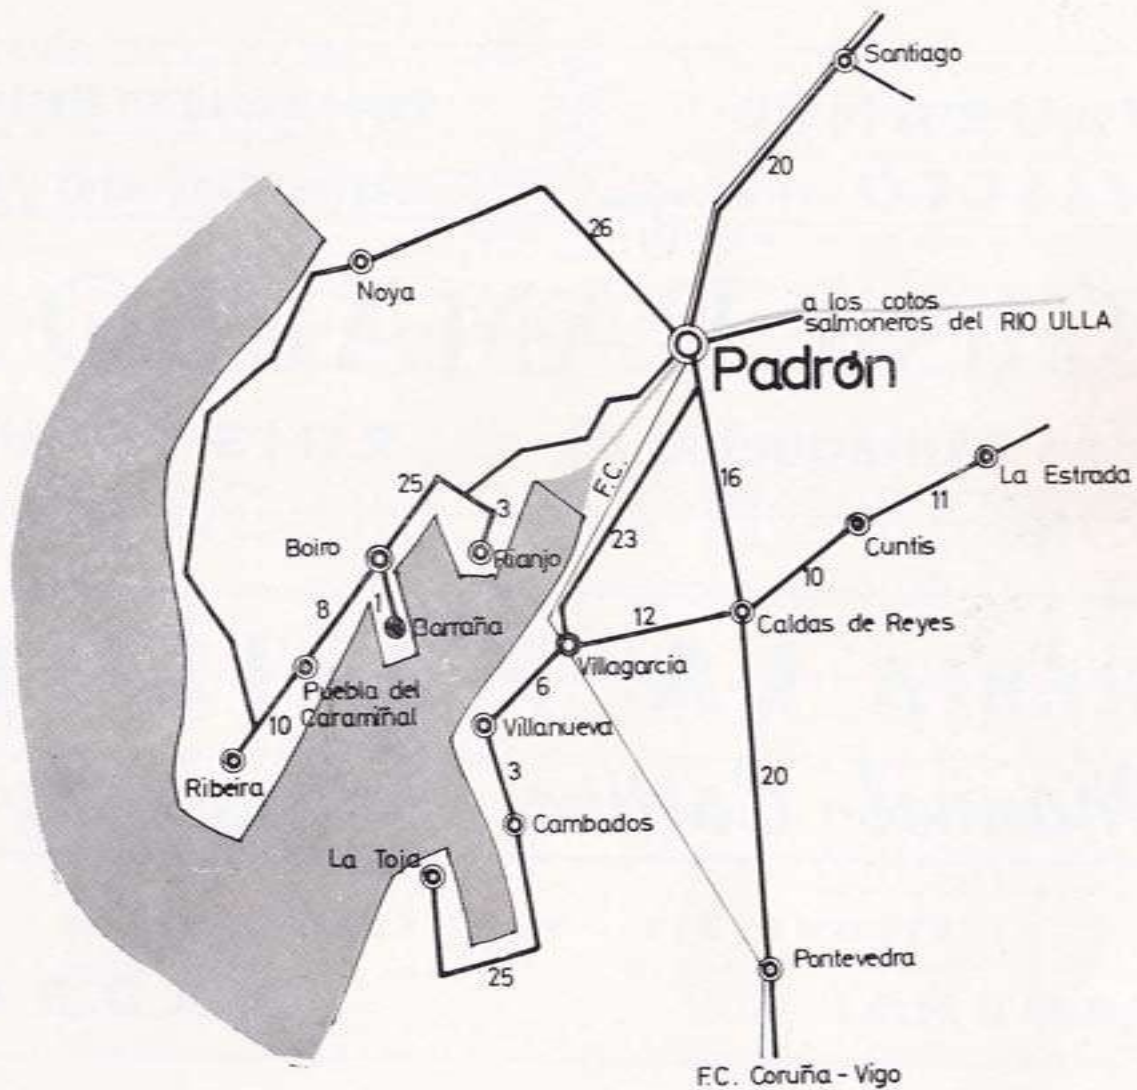 Santiago
20
26
Noya
a los cotos
salmoneros del RIO ULLA
Padrón
F.C.
16
La Estrada
25
3
11
Boiro
Rianjo
23
Cuntis
10
8
1
Barraña
12
Caldas de Reyes
Villagarcia
Puebla del
Caramiñal
6
10
Villanueva
Ribeira
3
20
Cambados
La Toja
Pontevedra
25
F.C. Coruña - Vigo